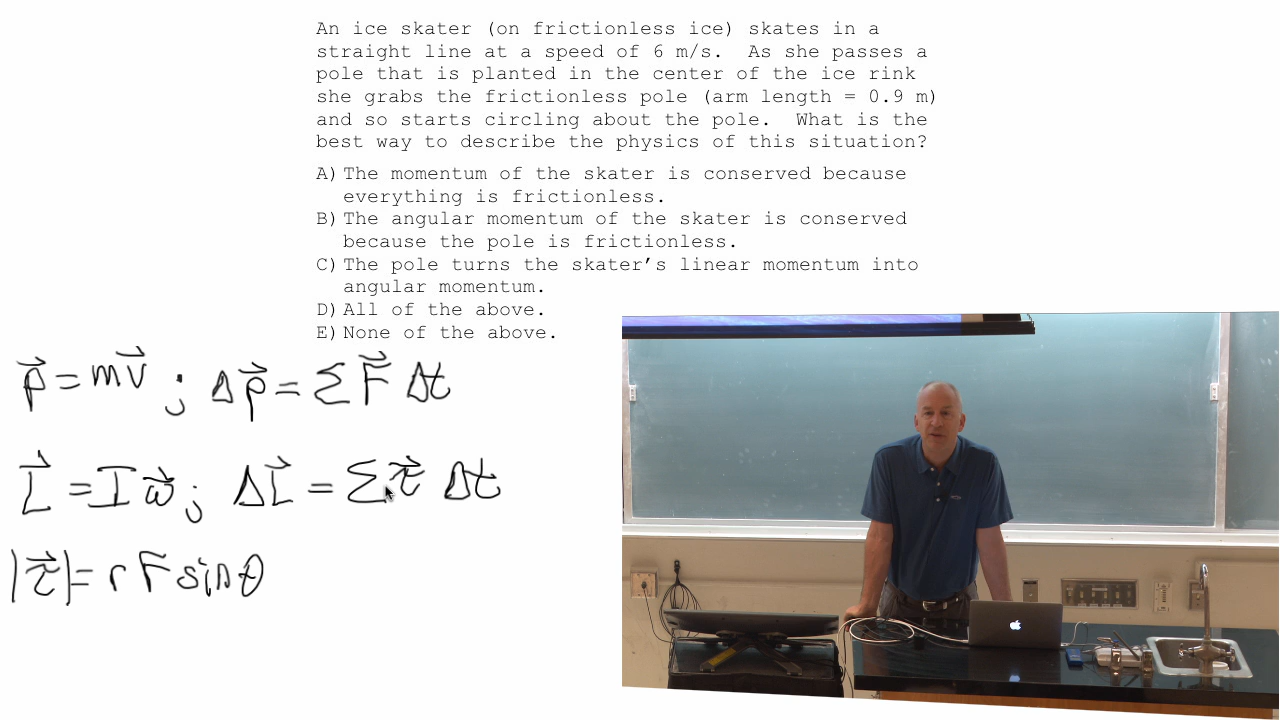 An ice skater (on frictionless ice) skates in a
straight line at a speed of 6 m/s. As she passes a
pole that is planted in the center of the ice rink
she grabs the frictionless pole (arm length = 0.9 m)
and so starts circling about the pole. What is the
best way to describe the physics of this situation?
A) The momentum of the skater is conserved because
everything is frictionless.
B) The angular momentum of the skater is conserved
because the pole is frictionless.
C) The pole turns the skater’s linear momentum into
angular momentum.
D) All of the above.
E) None of the above.
p⃗ = mv⃗ ; Δp⃗ = ΣF⃗ Δt
L⃗ = Iω⃗ ; ΔL⃗ = Στ⃗ Δt
|τ⃗| = r F sinθ